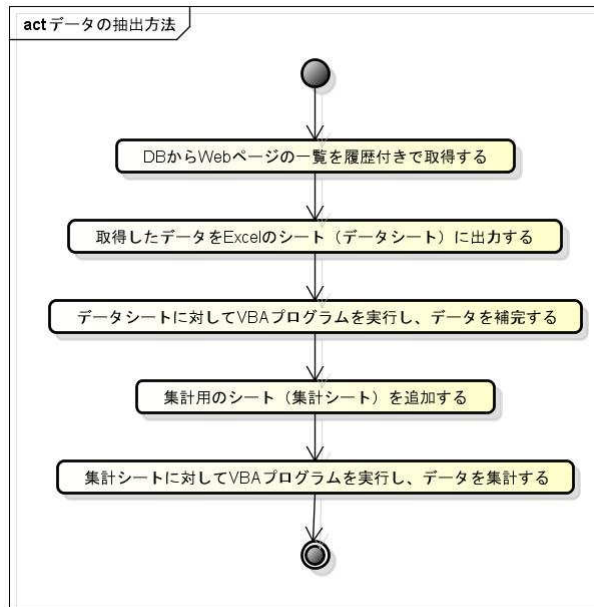 act データの抽出方法
DBからWebページの一覧を履歴付きで取得する
取得したデータをExcelのシート（データシート）に出力する
データシートに対してVBAプログラムを実行し、データを補完する
集計用のシート（集計シート）を追加する
集計シートに対してVBAプログラムを実行し、データを集計する